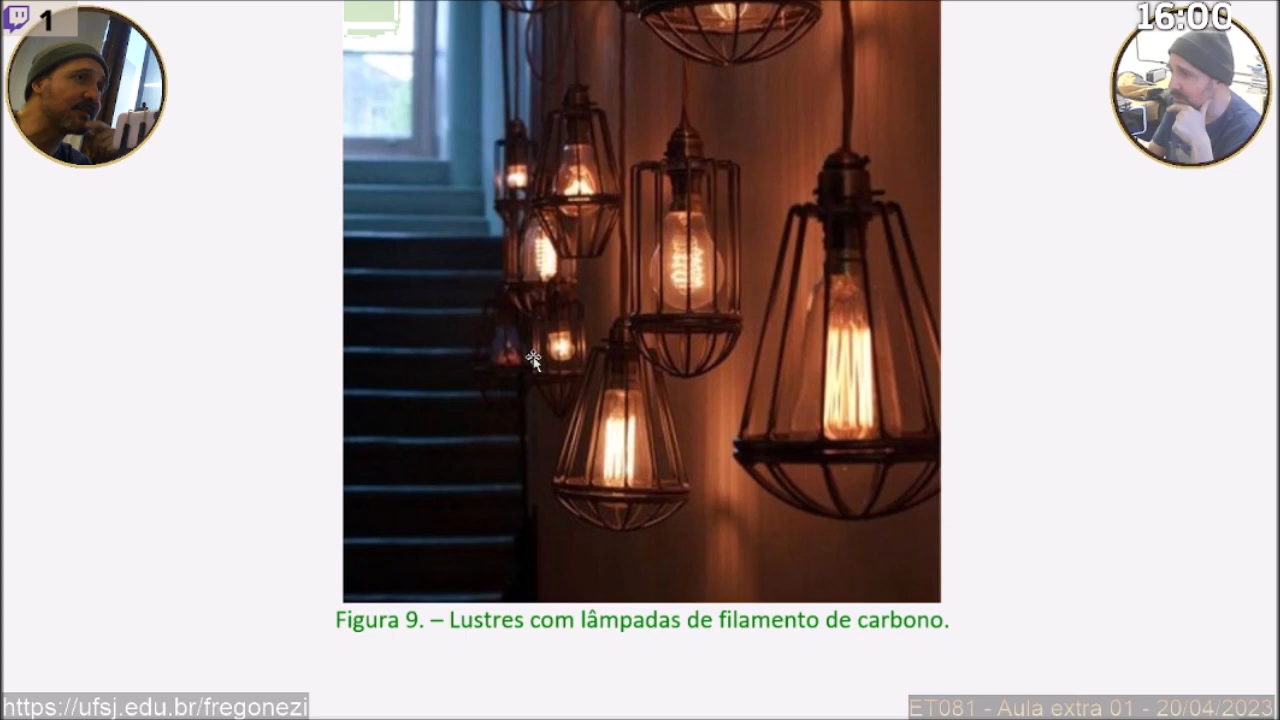 1
16:00
Figura 9. – Lustres com lâmpadas de filamento de carbono.
https://ufsj.edu.br/fregonezi
ET081 - Aula extra 01 - 20/04/2023